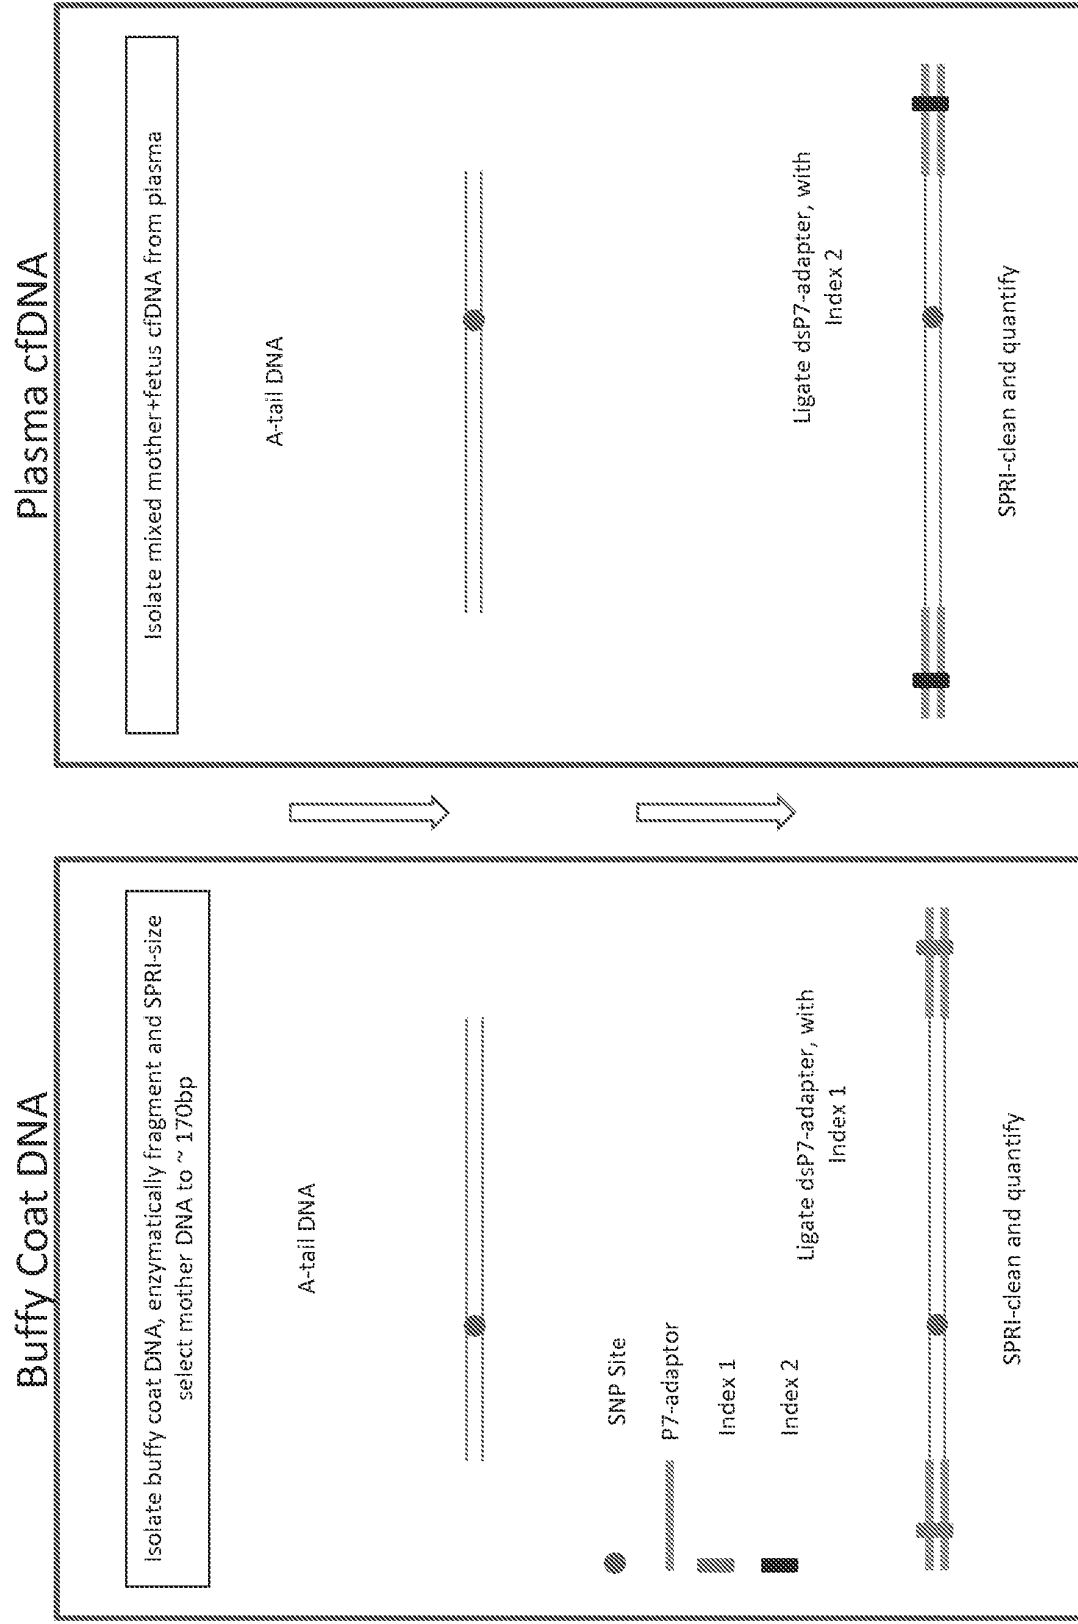 Buffy Coat DNA
Isolate buffy coat DNA, enzymatically fragment and SPRI-size
select mother DNA to ~ 170bp
A-tail DNA
SNP Site
P7-adaptor
Index 1
Index 2
Ligate dsP7-adapter, with
Index 1
SPRI-clean and quantify
Plasma cfDNA
Isolate mixed mother+fetus cfDNA from plasma
A-tail DNA
Ligate dsP7-adapter, with
Index 2
SPRI-clean and quantify